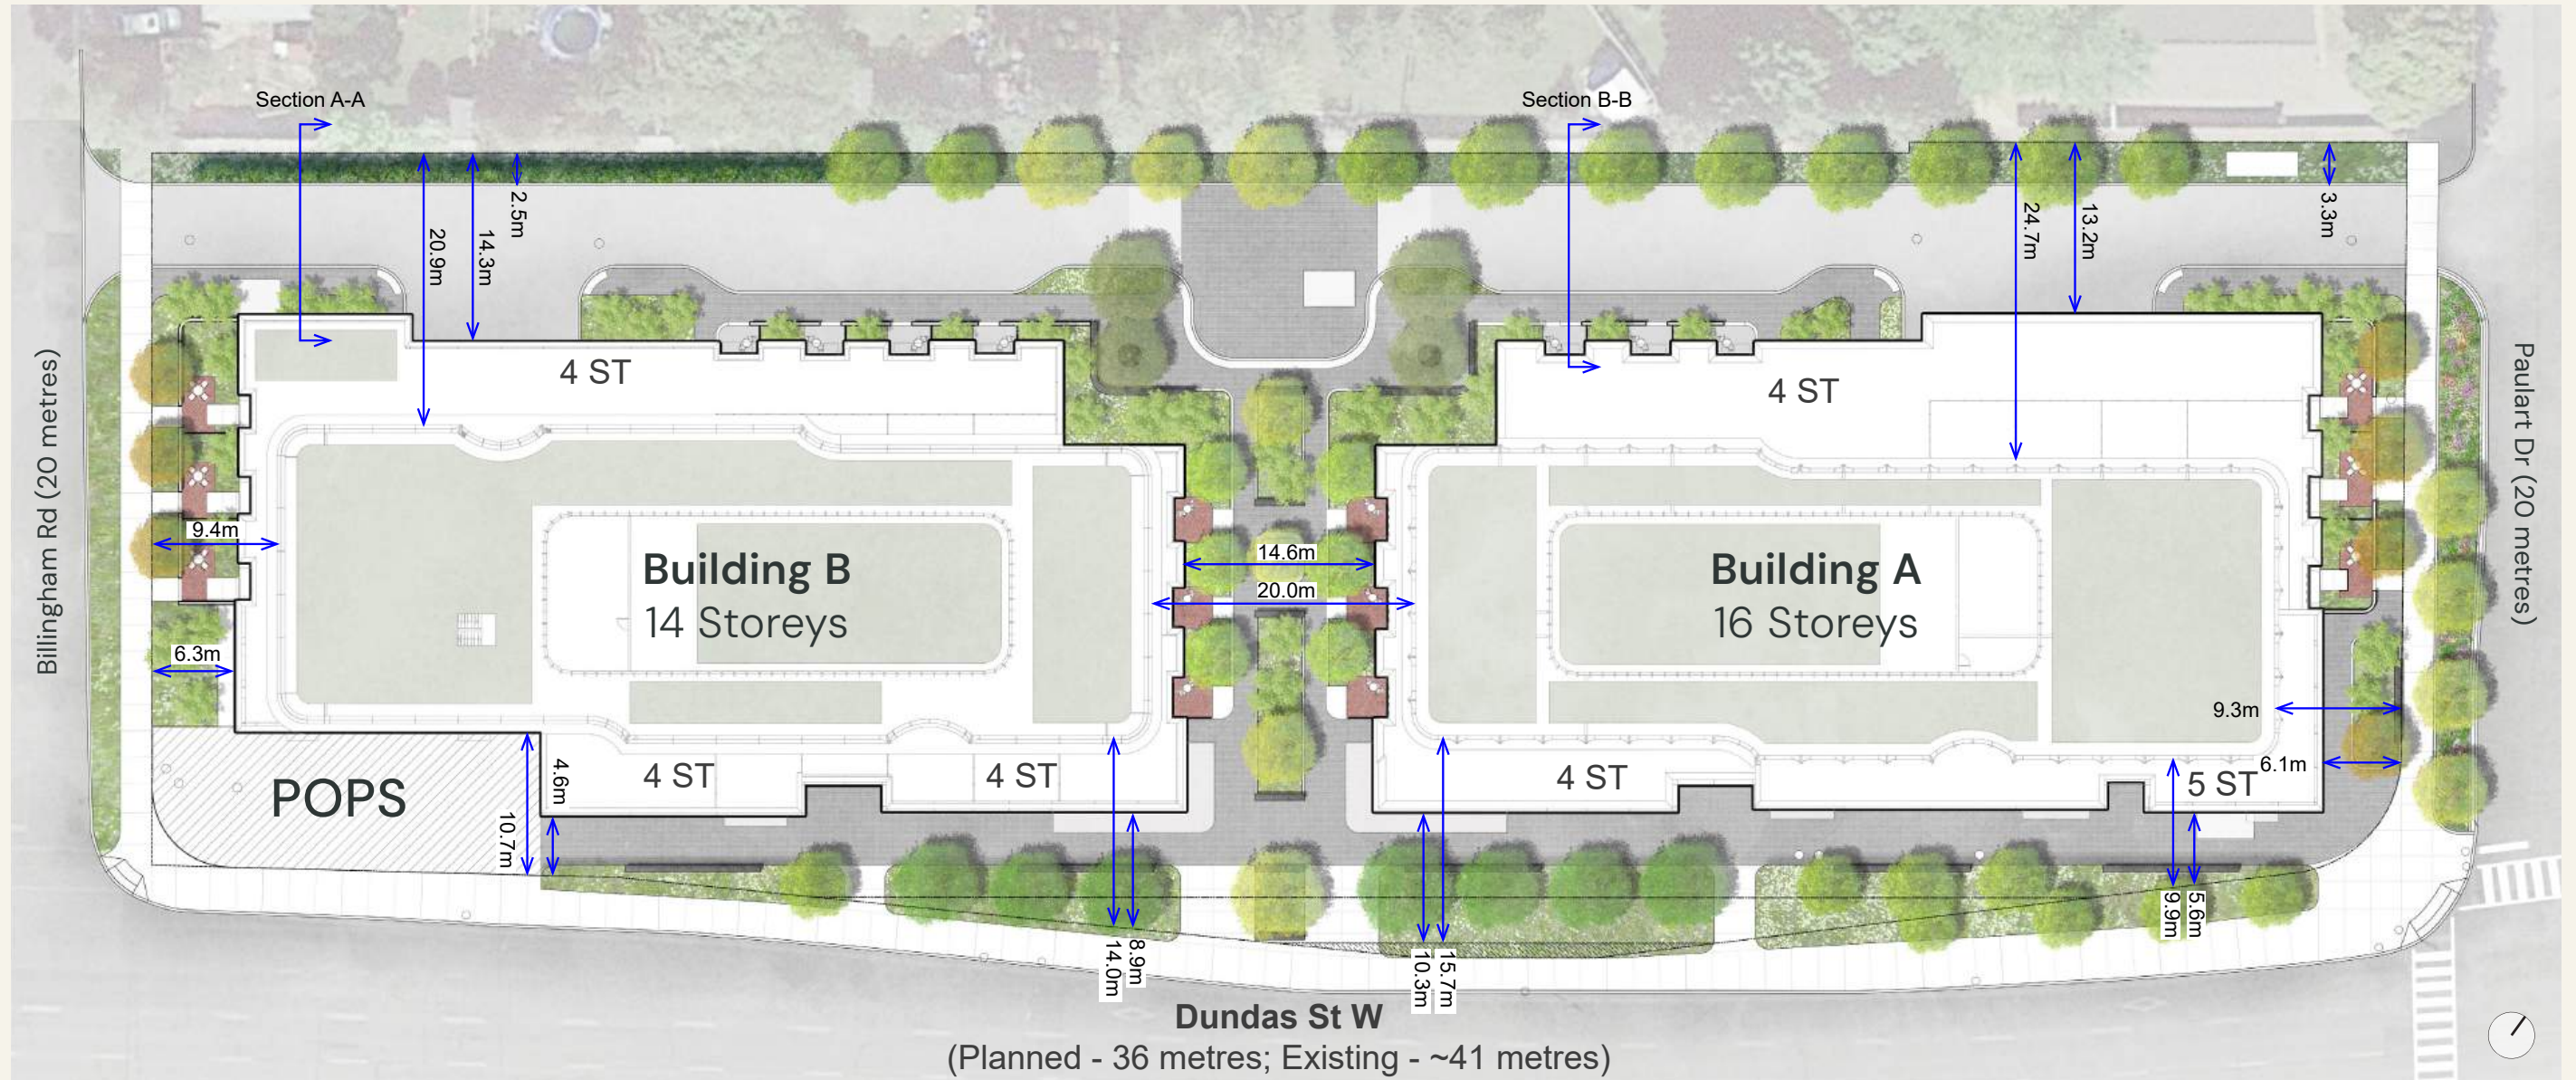 Section A-A
Section B-B
2.5m
14.3m
20.9m
24.7m
13.2m
3.3m
4 ST
4 ST
Billingham Rd (20 metres)
Paulart Dr (20 metres)
9.4m
14.6m
20.0m
Building B
14 Storeys
Building A
16 Storeys
6.3m
9.3m
6.1m
POPS
4.6m
10.7m
4 ST
4 ST
4 ST
5 ST
14.0m
8.9m
10.3m
15.7m
9.9m
5.6m
Dundas St W
(Planned - 36 metres; Existing - ~41 metres)